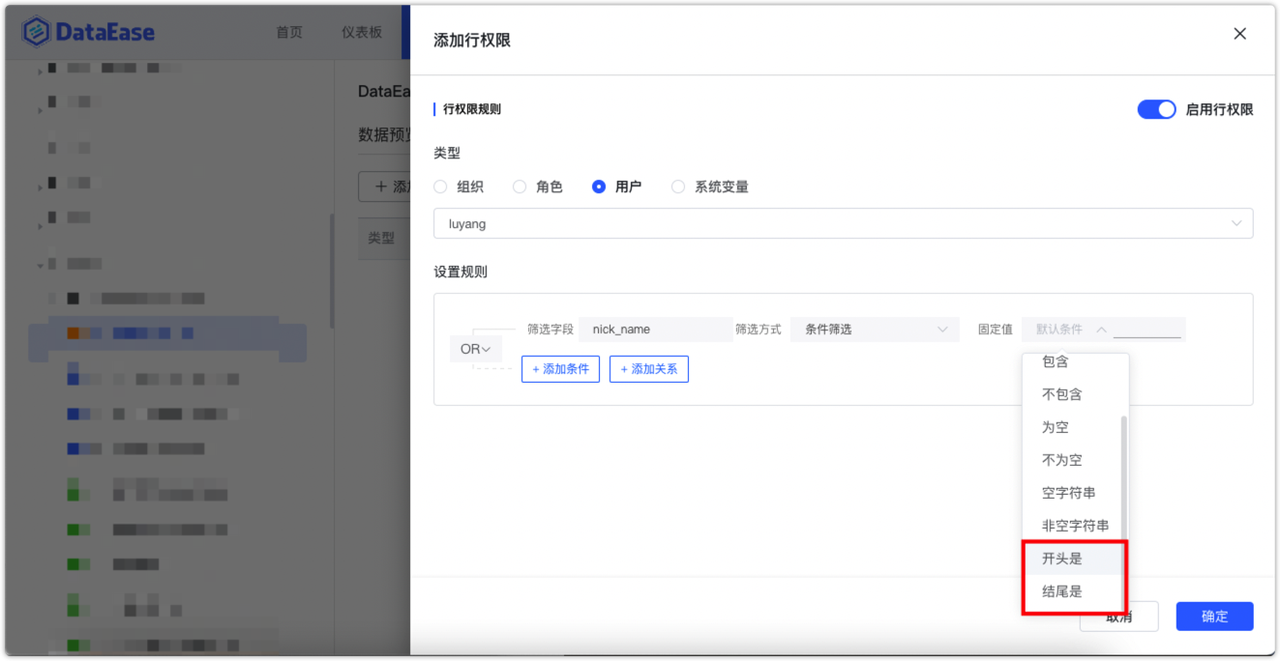 DataEase
首页 仪表板
添加行权限
DataEa
数据预览
行权限规则
启用行权限
类型
+ 添加
组织 角色 用户 系统变量
luyang
类型
设置规则
OR
筛选字段 nick_name 筛选方式 条件筛选 固定值 默认条件
+ 添加条件 + 添加关系
包含
不包含
为空
不为空
空字符串
非空字符串
开头是
结尾是
取消 确定